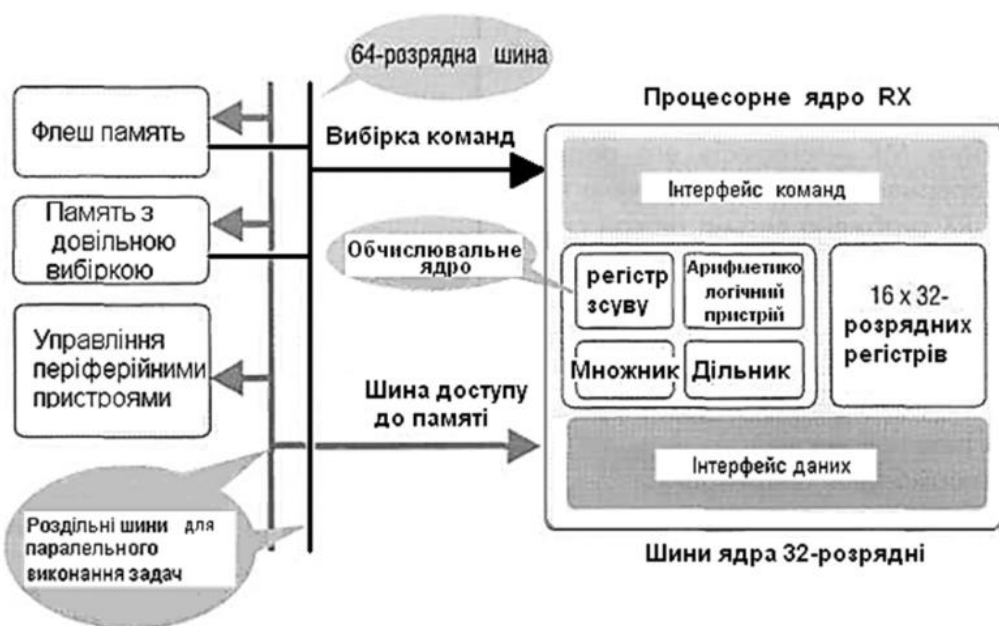 64-розрядна шина
Процесорне ядро RX
Флеш память
Вибірка команд
Інтерфейс команд
Память з
довільною
вибіркою
Обчислювальне
ядро
регістр
зсуву
Арифметико
логічний
пристрій
16 x 32-
розрядних
регістрів
Управління
періферійними
пристроями
Множник
Дільник
Шина доступу
до памяті
Інтерфейс даних
Роздільні шини для
паралельного
виконання задач
Шини ядра 32-розрядні